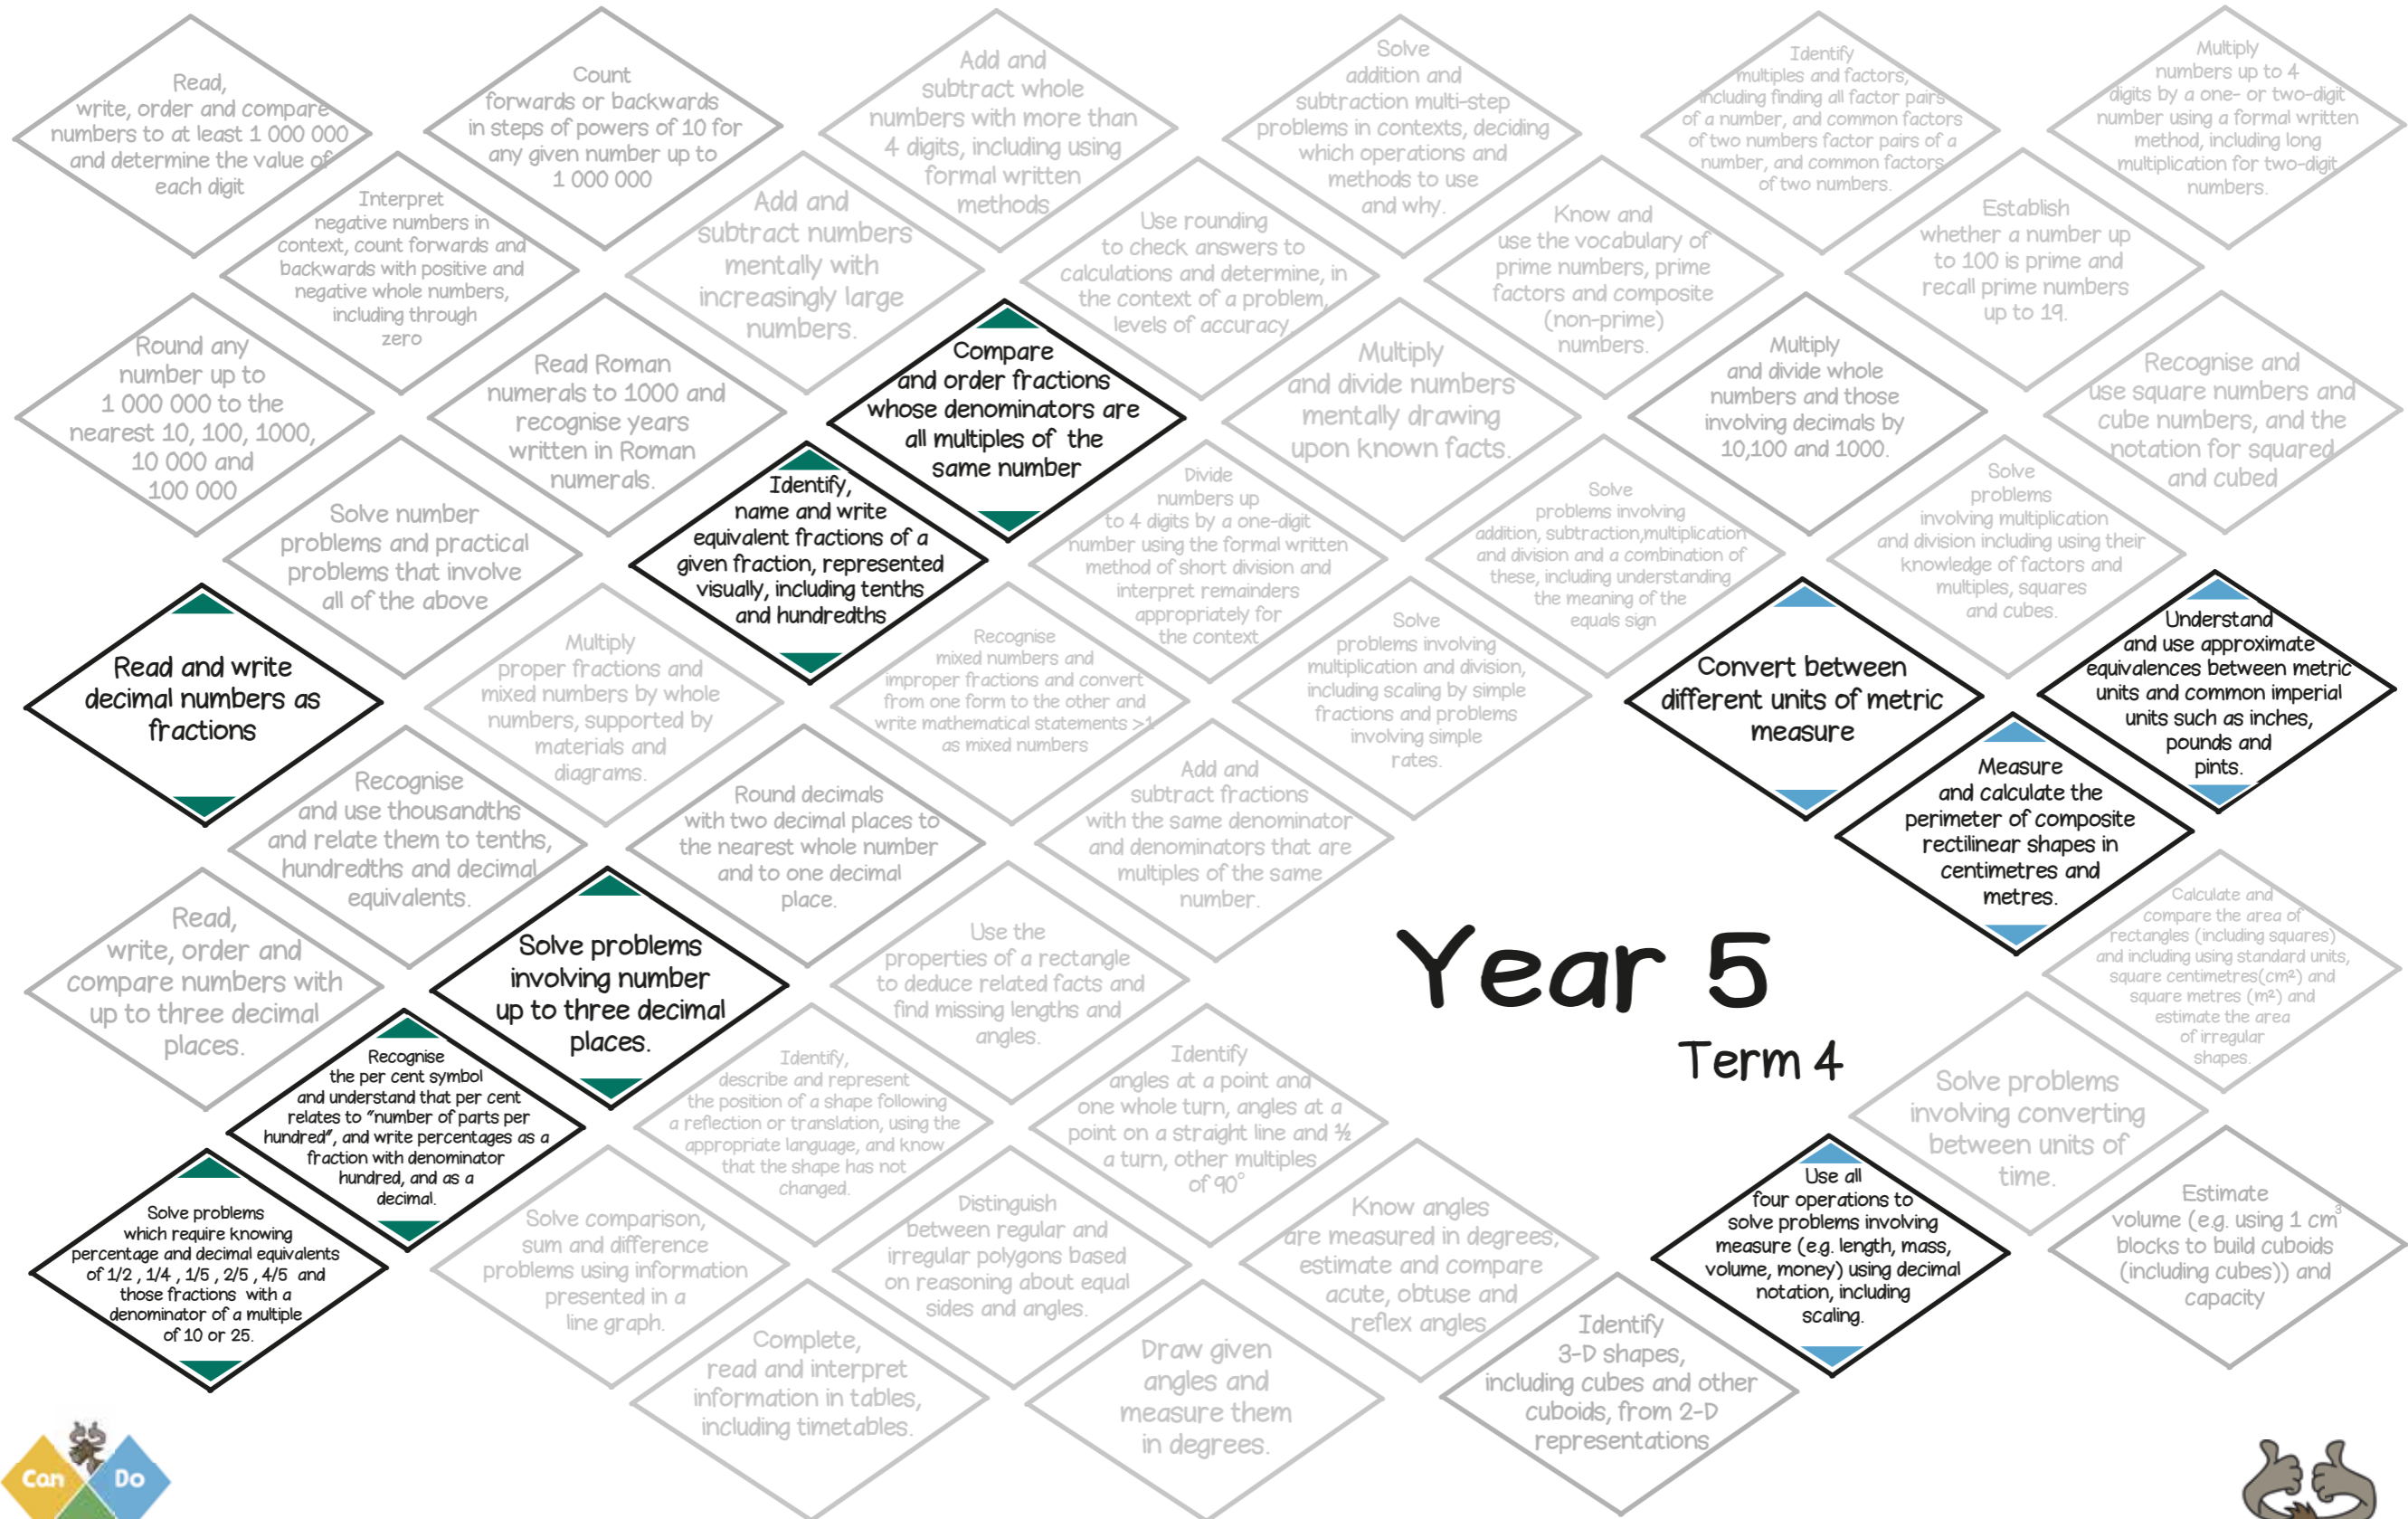 Read,
write, order and compare
numbers to at least 1 000 000
and determine the value of
each digit
Count
forwards or backwards
in steps of powers of 10 for
any given number up to
1 000 000
Add and
subtract whole
numbers with more than
4 digits, including using
formal written
methods
Solve
addition and
subtraction multi-step
problems in contexts, deciding
which operations and
methods to use
and why.
Identify
multiples and factors,
including finding all factor pairs
of a number, and common factors
of two numbers factor pairs of a
number, and common factors
of two numbers.
Multiply
numbers up to 4
digits by a one- or two-digit
number using a formal written
method, including long
multiplication for two-digit
numbers.
Interpret
negative numbers in
context, count forwards and
backwards with positive and
negative whole numbers,
including through
zero
Add and
subtract numbers
mentally with
increasingly large
numbers.
Use rounding
to check answers to
calculations and determine, in
the context of a problem,
levels of accuracy.
Know and
use the vocabulary of
prime numbers, prime
factors and composite
(non-prime)
numbers.
Establish
whether a number up
to 100 is prime and
recall prime numbers
up to 19.
Round any
number up to
1 000 000 to the
nearest 10, 100, 1000,
10 000 and
100 000
Read Roman
numerals to 1000 and
recognise years
written in Roman
numerals.
Compare
and order fractions
whose denominators are
all multiples of the
same number
Multiply
and divide numbers
mentally drawing
upon known facts.
Multiply
and divide whole
numbers and those
involving decimals by
10,100 and 1000.
Recognise and
use square numbers and
cube numbers, and the
notation for squared
and cubed
Solve number
problems and practical
problems that involve
all of the above
Identify,
name and write
equivalent fractions of a
given fraction, represented
visually, including tenths
and hundredths
Divide
numbers up
to 4 digits by a one-digit
number using the formal written
method of short division and
interpret remainders
appropriately for
the context
Solve
problems involving
addition, subtraction,multiplication
and division and a combination of
these, including understanding
the meaning of the
equals sign
Solve
problems
involving multiplication
and division including using their
knowledge of factors and
multiples, squares
and cubes.
Read and write
decimal numbers as
fractions
Multiply
proper fractions and
mixed numbers by whole
numbers, supported by
materials and
diagrams.
Recognise
mixed numbers and
improper fractions and convert
from one form to the other and
write mathematical statements >1
as mixed numbers
Solve
problems involving
multiplication and division,
including scaling by simple
fractions and problems
involving simple
rates.
Convert between
different units of metric
measure
Understand
and use approximate
equivalences between metric
units and common imperial
units such as inches,
pounds and
pints.
Recognise
and use thousandths
and relate them to tenths,
hundredths and decimal
equivalents.
Round decimals
with two decimal places to
the nearest whole number
and to one decimal
place.
Add and
subtract fractions
with the same denominator
and denominators that are
multiples of the same
number.
Measure
and calculate the
perimeter of composite
rectilinear shapes in
centimetres and
metres.
Read,
write, order and
compare numbers with
up to three decimal
places.
Solve problems
involving number
up to three decimal
places.
Use the
properties of a rectangle
to deduce related facts and
find missing lengths and
angles.
Year 5
Term 4
Calculate and
compare the area of
rectangles (including squares)
and including using standard units,
square centimetres(cm²) and
square metres (m²) and
estimate the area
of irregular
shapes.
Recognise
the per cent symbol
and understand that per cent
relates to "number of parts per
hundred", and write percentages as a
fraction with denominator
hundred, and as a
decimal.
Identify,
describe and represent
the position of a shape following
a reflection or translation, using the
appropriate language, and know
that the shape has not
changed.
Identify
angles at a point and
one whole turn, angles at a
point on a straight line and ½
a turn, other multiples
of 90°
Solve problems
involving converting
between units of
time.
Solve problems
which require knowing
percentage and decimal equivalents
of 1/2 , 1/4 , 1/5 , 2/5 , 4/5 and
those fractions with a
denominator of a multiple
of 10 or 25.
Solve comparison,
sum and difference
problems using information
presented in a
line graph.
Distinguish
between regular and
irregular polygons based
on reasoning about equal
sides and angles.
Know angles
are measured in degrees,
estimate and compare
acute, obtuse and
reflex angles
Use all
four operations to
solve problems involving
measure (e.g. length, mass,
volume, money) using decimal
notation, including
scaling.
Estimate
volume (e.g. using 1 cm³
blocks to build cuboids
(including cubes)) and
capacity
Complete,
read and interpret
information in tables,
including timetables.
Draw given
angles and
measure them
in degrees.
Identify
3-D shapes,
including cubes and other
cuboids, from 2-D
representations
Can Do